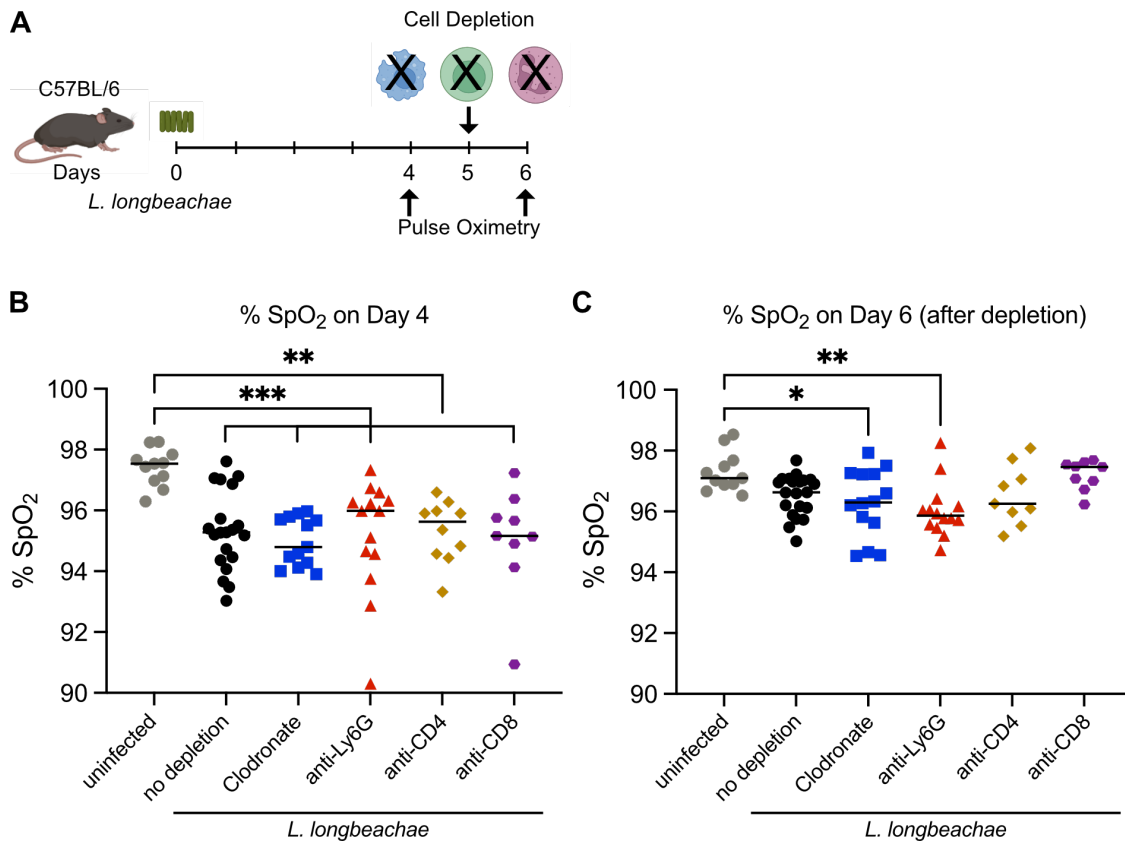 A
Cell Depletion
X X X
C57BL/6
Days
0 4 5 6
L. longbeachae
Pulse Oximetry
B
% SpO₂ on Day 4
**
***
% SpO₂
100
98
96
94
92
90
uninfected
no depletion
Clodronate
anti-Ly6G
anti-CD4
anti-CD8
L. longbeachae
C
% SpO₂ on Day 6 (after depletion)
**
*
% SpO₂
100
98
96
94
92
90
uninfected
no depletion
Clodronate
anti-Ly6G
anti-CD4
anti-CD8
L. longbeachae